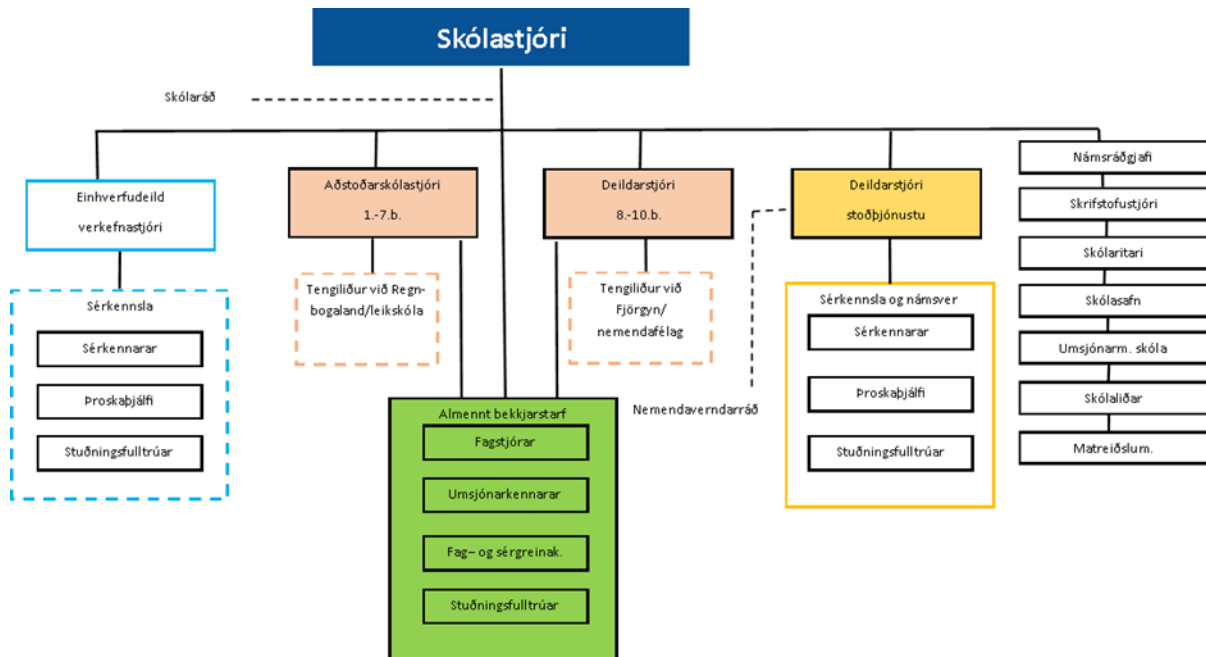 Skólastjóri
Skólaráð
Einhverfudeild
verkefnastjóri
Aðstoðarskólastjóri
1.-7.b.
Deildarstjóri
8.-10.b.
Deildarstjóri
stoðþjónustu
Námsráðgjafi
Skrifstofustjóri
Skólaritari
Skólasafn
Umsjónarm. skóla
Skólaliðar
Matreiðslum.
Sérkennsla
Sérkennarar
Þroskaþjálfi
Stuðningsfulltrúar
Tengiliður við Regn-
bogaland/leikskóla
Tengiliður við
Fjörgyn/
nemendafélag
Nemendaverndarráð
Sérkennsla og námsver
Sérkennarar
Þroskaþjálfi
Stuðningsfulltrúar
Almennt bekkjarstarf
Fagstjórar
Umsjónarkennarar
Fag– og sérgreinak.
Stuðningsfulltrúar